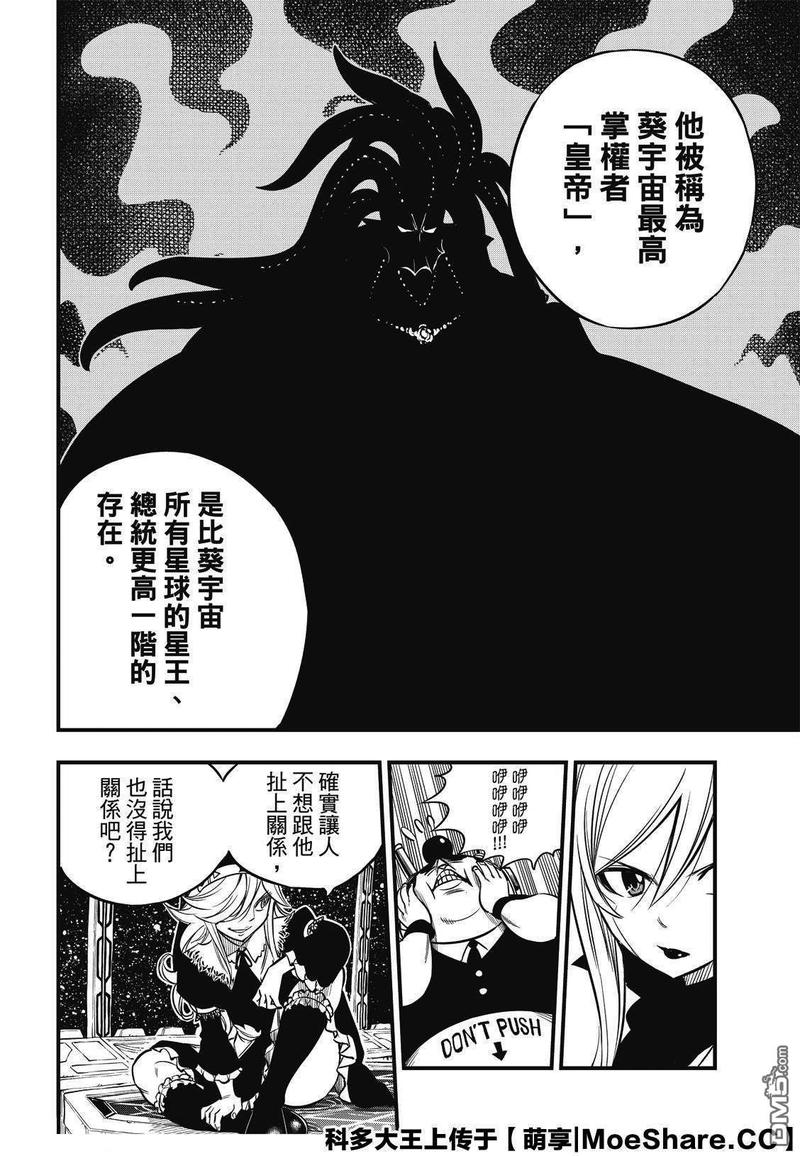 他被稱為
葵宇宙最高
掌權者
「皇帝」，
是比葵宇宙
所有星球的星王、
總統更高一階的
存在。
咿咿咿咿
咿咿咿咿!!!
DON'T PUSH
確實讓人
不想跟他
扯上關係，
話說我們
也沒得扯上
關係吧？
科多大王上传于【萌享|MoeShare.CC】
DM5.com